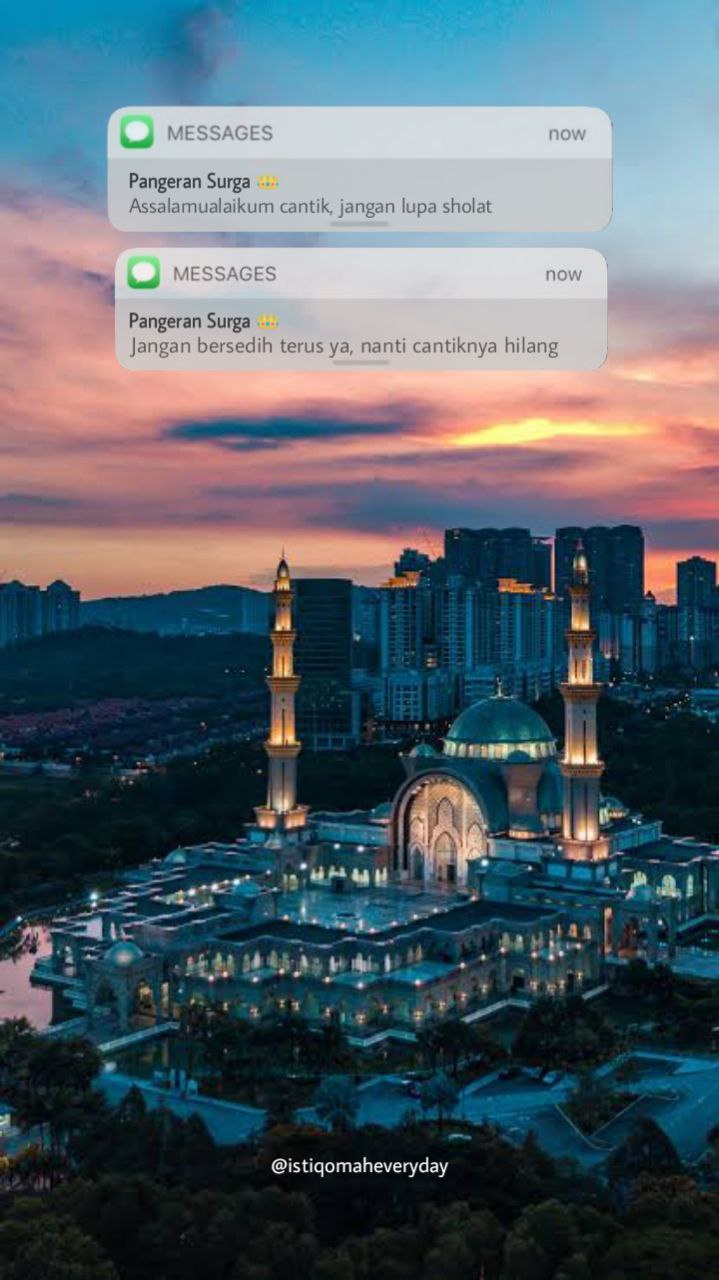 MESSAGES now
Pangeran Surga 👑
Assalamualaikum cantik, jangan lupa sholat
MESSAGES now
Pangeran Surga 👑
Jangan bersedih terus ya, nanti cantiknya hilang
@istiqomaheveryday